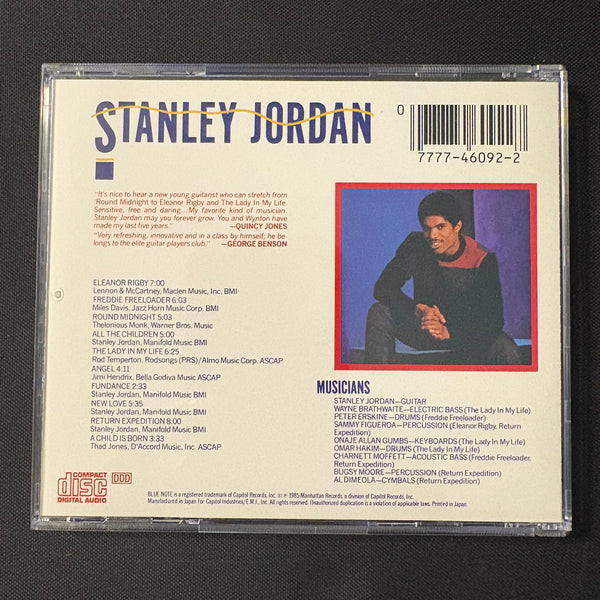 STANLEY JORDAN
0
7777-46092-2
"It's nice to hear a new young guitarist who can stretch from
'Round Midnight to Eleanor Rigby and The Lady In My Life.
Sensitive, free and daring...My favorite kind of musician.
Stanley Jordan may you forever grow. You and Wynton have
made my last five years." —QUINCY JONES
"Very refreshing, innovative and in a class by himself; he be-
longs to the elite guitar players club." —GEORGE BENSON
ELEANOR RIGBY 7:00
Lennon & McCartney, Maclen Music, Inc. BMI
FREDDIE FREELOADER 6:03
Miles Davis, Jazz Horn Music Corp. BMI
ROUND MIDNIGHT 5:03
Thelonious Monk, Warner Bros. Music
ALL THE CHILDREN 5:00
Stanley Jordan, Manifold Music BMI
THE LADY IN MY LIFE 6:25
Rod Temperton, Rodsongs (PRS)/Almo Music Corp. ASCAP
ANGEL 4:11
Jimi Hendrix, Bella Godiva Music ASCAP
FUNDANCE 2:33
Stanley Jordan, Manifold Music BMI
NEW LOVE 5:35
Stanley Jordan, Manifold Music BMI
RETURN EXPEDITION 8:00
Stanley Jordan, Manifold Music BMI
A CHILD IS BORN 3:33
Thad Jones, D'Accord Music, Inc. ASCAP
MUSICIANS
STANLEY JORDAN—GUITAR
WAYNE BRATHWAITE—ELECTRIC BASS (The Lady In My Life)
PETER ERSKINE—DRUMS (Freddie Freeloader)
SAMMY FIGUEROA—PERCUSSION (Eleanor Rigby, Return
Expedition)
ONAJE ALLAN GUMBS—KEYBOARDS (The Lady In My Life)
OMAR HAKIM—DRUMS (The Lady In My Life)
CHARNETT MOFFETT—ACOUSTIC BASS (Freddie Freeloader,
Return Expedition)
BUGSY MOORE—PERCUSSION (Return Expedition)
AL DIMEOLA—CYMBALS (Return Expedition)
COMPACT
disc
DIGITAL AUDIO
DDD
BLUE NOTE is a registered trademark of Capitol Records, Inc. © ℗ 1985 Manhattan Records, a division of Capitol Records, Inc.
Manufactured in Japan For Capitol Industries/E.M.I., Inc. All rights reserved. Unauthorized duplication is a violation of applicable laws. Printed in Japan.